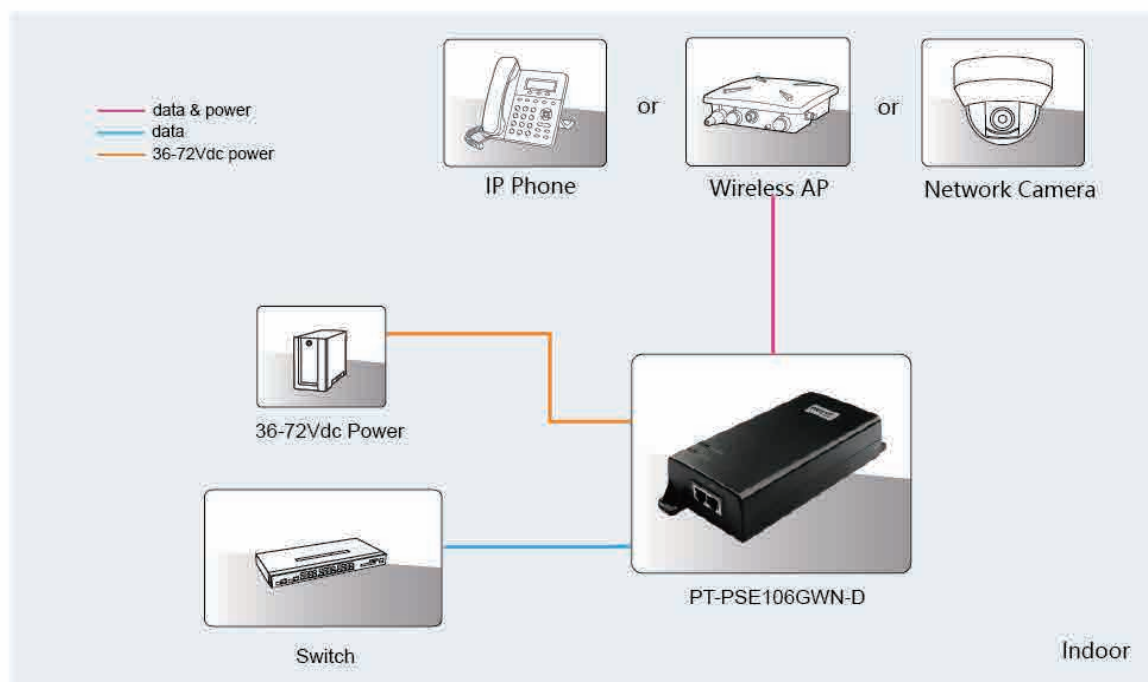 data & power
data
36-72Vdc power
IP Phone
or
Wireless AP
or
Network Camera
36-72Vdc Power
PT-PSE106GWN-D
Switch
Indoor